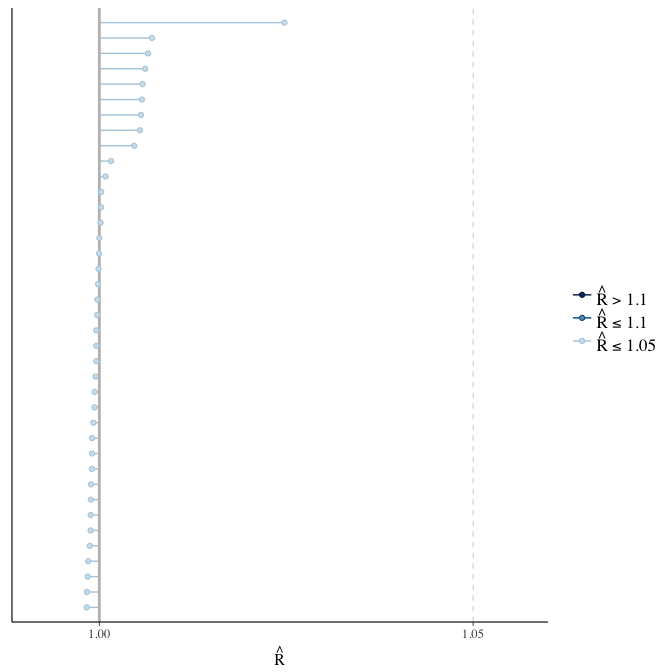 R̂ > 1.1
R̂ ≤ 1.1
R̂ ≤ 1.05
1.00 1.05
R̂